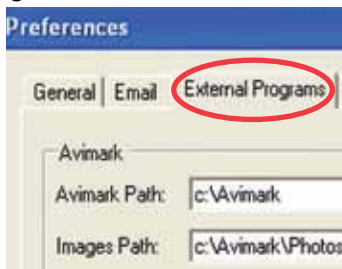 Preferences
General Email External Programs
Avimark
Avimark Path: c:\Avimark
Images Path: c:\Avimark\Photos